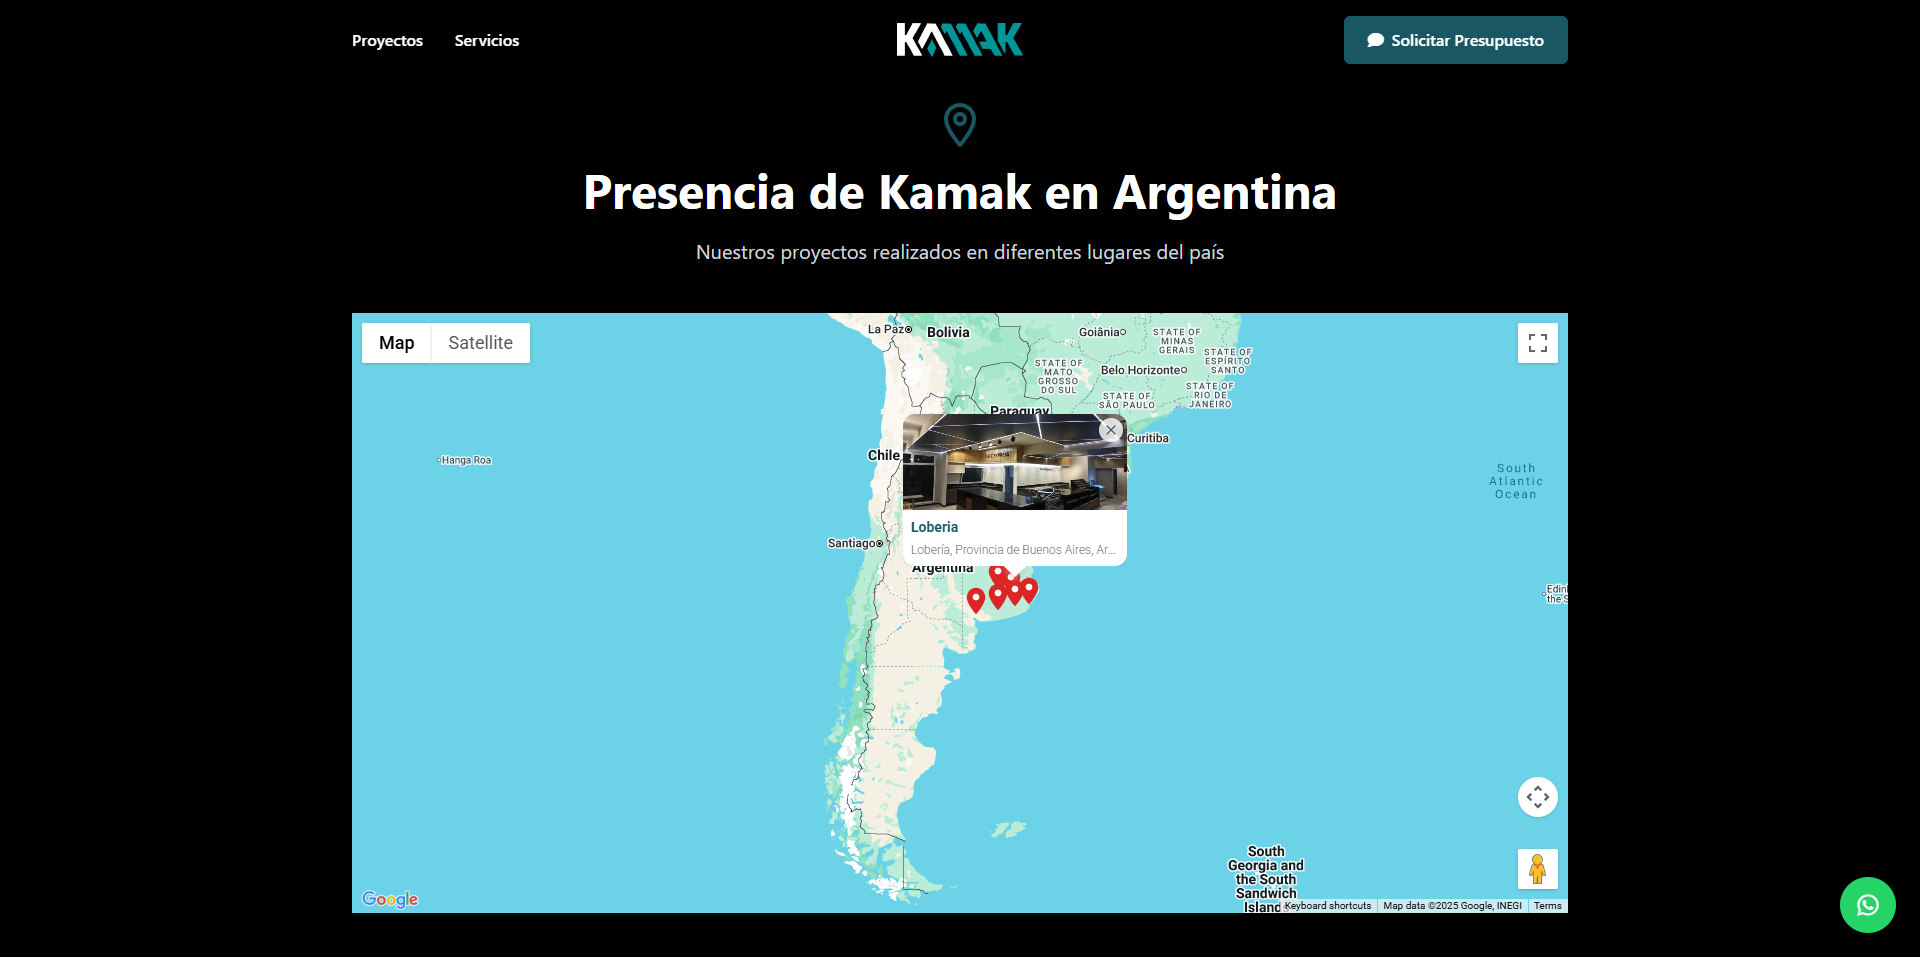 Proyectos
Servicios
KAMAK
Solicitar Presupuesto
Presencia de Kamak en Argentina
Nuestros proyectos realizados en diferentes lugares del país
Map
Satellite
La Paz
Bolivia
Goiânia
STATE OF
MINAS
GERAIS
STATE OF
ESPÍRITO
SANTO
STATE OF
MATO
GROSSO
DO SUL
Belo Horizonte
STATE OF
RIO DE
JANEIRO
STATE OF
SÃO PAULO
Paraguay
Curitiba
Chile
Hanga Roa
South
Atlantic
Ocean
Loberia
Lobería, Provincia de Buenos Aires, Ar...
Santiago
Argentina
South
Georgia and
the South
Sandwich
Islands
Google
Keyboard shortcuts
Map data ©2025 Google, INEGI
Terms